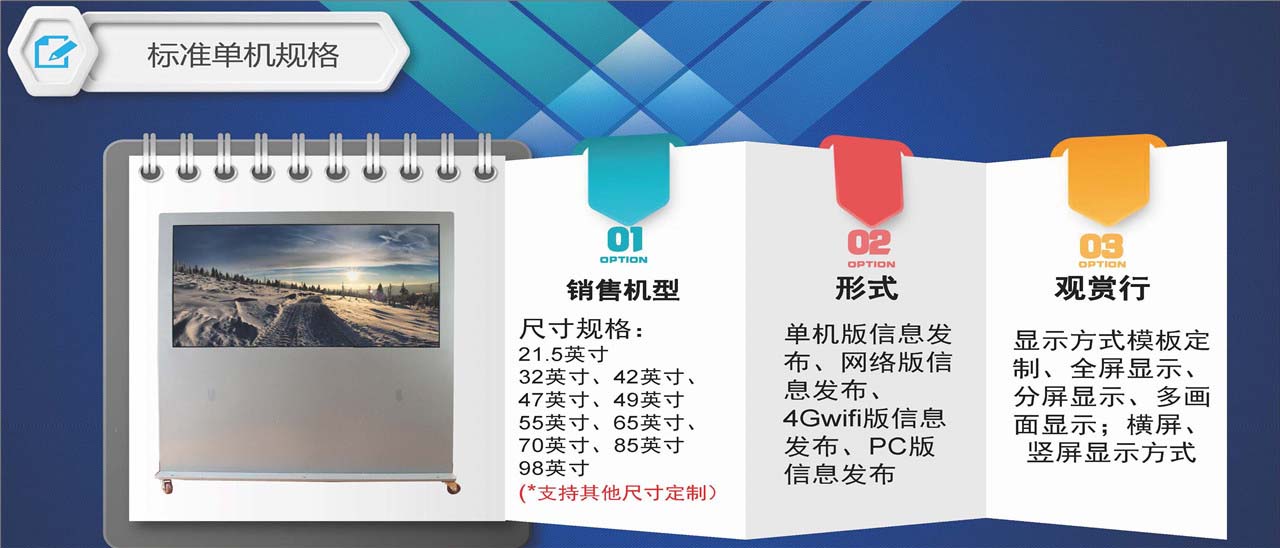 标准单机规格
01
OPTION
销售机型
尺寸规格：
21.5英寸
32英寸、42英寸、
47英寸、49英寸
55英寸、65英寸、
70英寸、85英寸
98英寸
(*支持其他尺寸定制）
02
OPTION
形式
单机版信息发
布、网络版信
息发布、
4Gwifi版信息
发布、PC版
信息发布
03
OPTION
观赏行
显示方式模板定
制、全屏显示、
分屏显示、多画
面显示；横屏、
竖屏显示方式